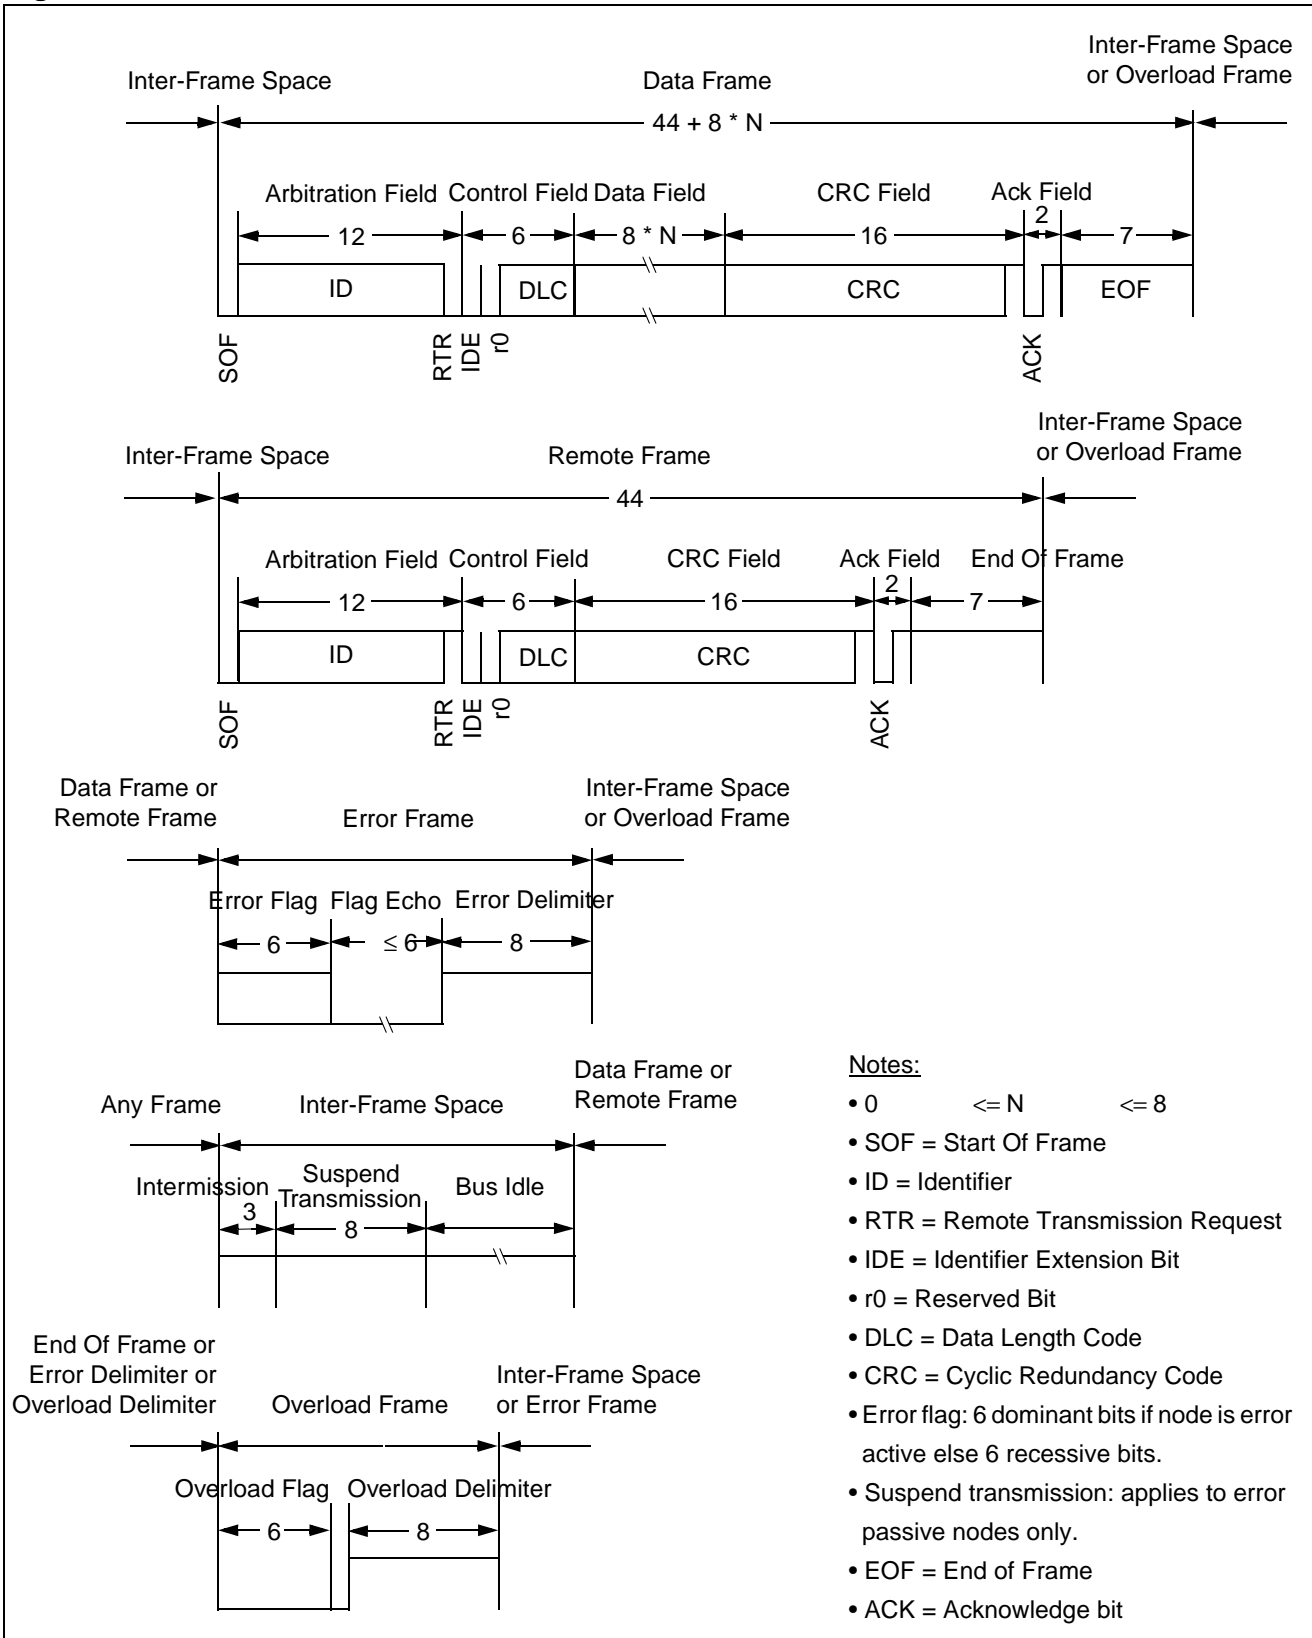 Inter-Frame Space
Data Frame
Inter-Frame Space
or Overload Frame
44 + 8 * N
Arbitration Field
Control Field
Data Field
CRC Field
Ack Field
12
6
8 * N
16
2
7
ID
DLC
CRC
EOF
SOF
RTR
IDE
r0
ACK
Inter-Frame Space
Remote Frame
Inter-Frame Space
or Overload Frame
44
Arbitration Field
Control Field
CRC Field
Ack Field
End Of Frame
12
6
16
2
7
ID
DLC
CRC
SOF
RTR
IDE
r0
ACK
Data Frame or
Remote Frame
Error Frame
Inter-Frame Space
or Overload Frame
Error Flag
Flag Echo
Error Delimiter
6
≤ 6
8
Any Frame
Inter-Frame Space
Data Frame or
Remote Frame
Intermission
Suspend
Transmission
Bus Idle
3
8
End Of Frame or
Error Delimiter or
Overload Delimiter
Overload Frame
Inter-Frame Space
or Error Frame
Overload Flag
Overload Delimiter
6
8
Notes:
• 0 <= N <= 8
• SOF = Start Of Frame
• ID = Identifier
• RTR = Remote Transmission Request
• IDE = Identifier Extension Bit
• r0 = Reserved Bit
• DLC = Data Length Code
• CRC = Cyclic Redundancy Code
• Error flag: 6 dominant bits if node is error
active else 6 recessive bits.
• Suspend transmission: applies to error
passive nodes only.
• EOF = End of Frame
• ACK = Acknowledge bit